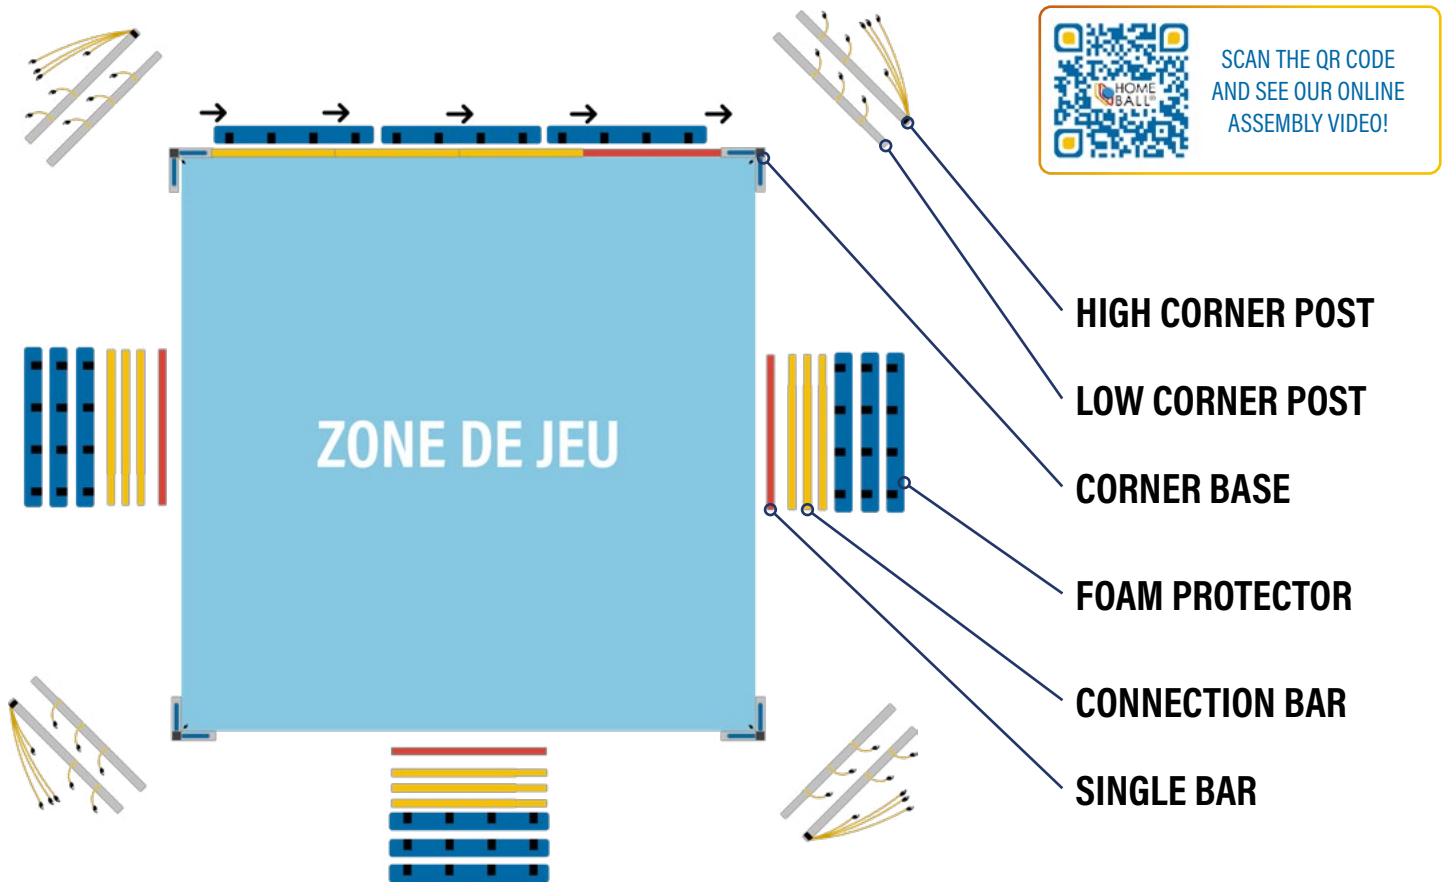 SCAN THE QR CODE
AND SEE OUR ONLINE
ASSEMBLY VIDEO!
HOME
BALL®
HIGH CORNER POST
LOW CORNER POST
ZONE DE JEU
CORNER BASE
FOAM PROTECTOR
CONNECTION BAR
SINGLE BAR